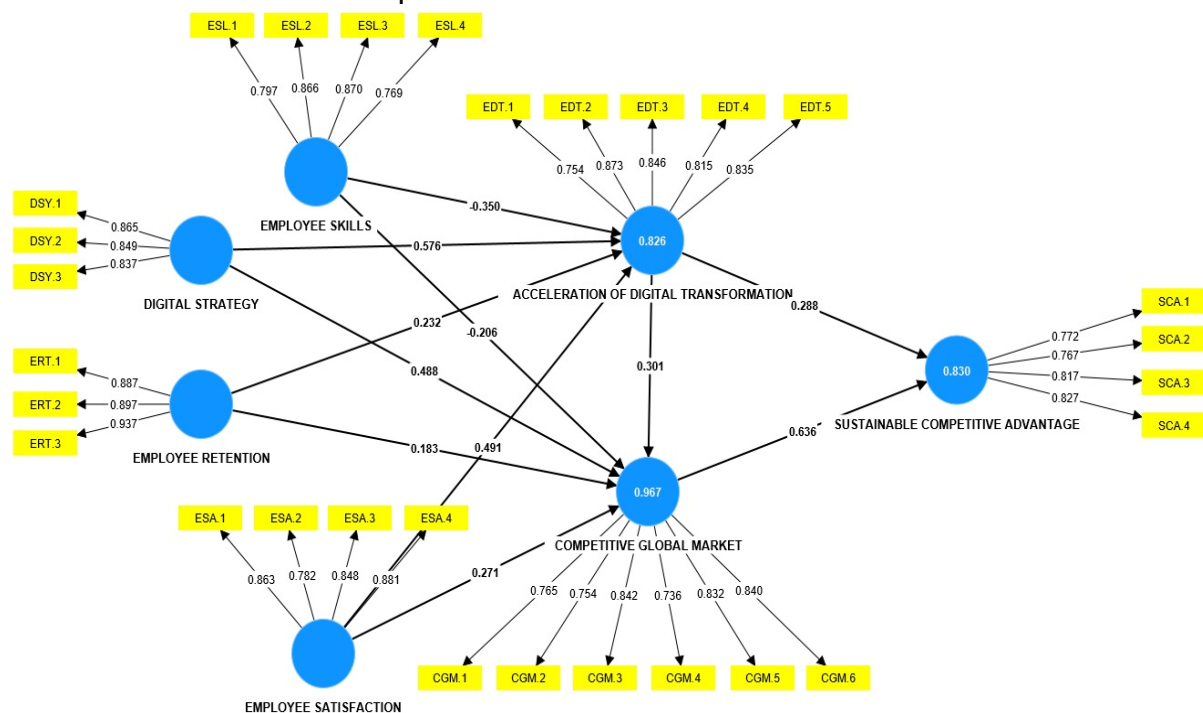 ESL.1
ESL.2
ESL.3
ESL.4
0.797
0.866
0.870
0.769
EMPLOYEE SKILLS
EDT.1
EDT.2
EDT.3
EDT.4
EDT.5
0.754
0.873
0.846
0.815
0.835
0.826
ACCELERATION OF DIGITAL TRANSFORMATION
DSY.1
DSY.2
DSY.3
0.865
0.849
0.837
DIGITAL STRATEGY
-0.350
0.576
0.232
-0.206
0.488
0.301
0.288
ERT.1
ERT.2
ERT.3
0.887
0.897
0.937
EMPLOYEE RETENTION
0.183
0.491
0.636
SCA.1
SCA.2
SCA.3
SCA.4
0.772
0.767
0.817
0.827
0.830
SUSTAINABLE COMPETITIVE ADVANTAGE
ESA.1
ESA.2
ESA.3
ESA.4
0.863
0.782
0.848
0.881
EMPLOYEE SATISFACTION
0.271
0.967
COMPETITIVE GLOBAL MARKET
0.765
0.754
0.842
0.736
0.832
0.840
CGM.1
CGM.2
CGM.3
CGM.4
CGM.5
CGM.6